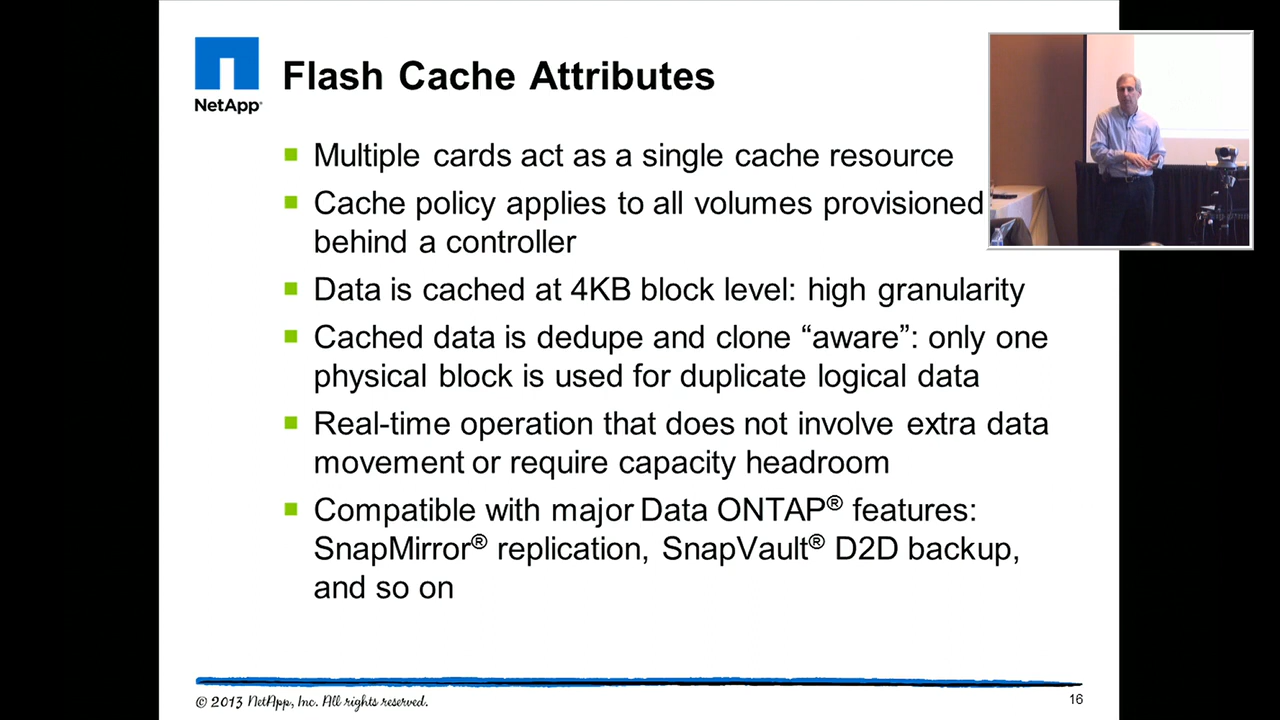 NetApp®
Flash Cache Attributes
Multiple cards act as a single cache resource
Cache policy applies to all volumes provisioned
behind a controller
Data is cached at 4KB block level: high granularity
Cached data is dedupe and clone “aware”: only one
physical block is used for duplicate logical data
Real-time operation that does not involve extra data
movement or require capacity headroom
Compatible with major Data ONTAP® features:
SnapMirror® replication, SnapVault® D2D backup,
and so on
© 2013 NetApp, Inc. All rights reserved.
16